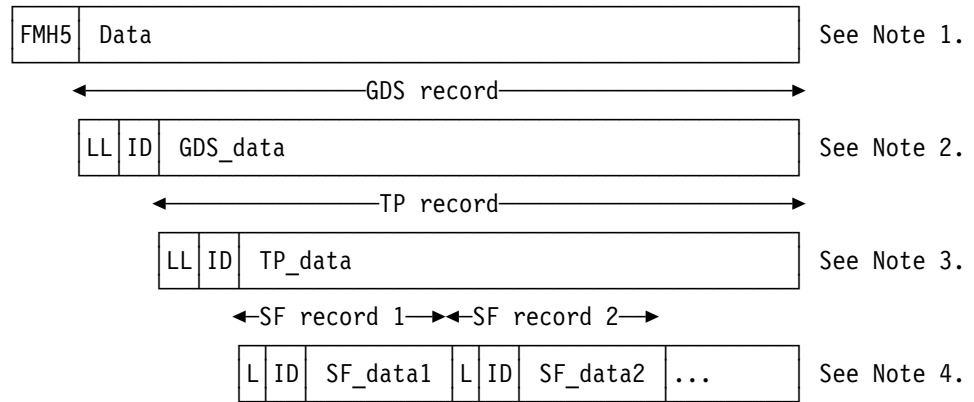 FMH5 Data See Note 1.
GDS record
LL ID GDS_data See Note 2.
TP record
LL ID TP_data See Note 3.
SF record 1 SF record 2
L ID SF_data1 L ID SF_data2 ... See Note 4.